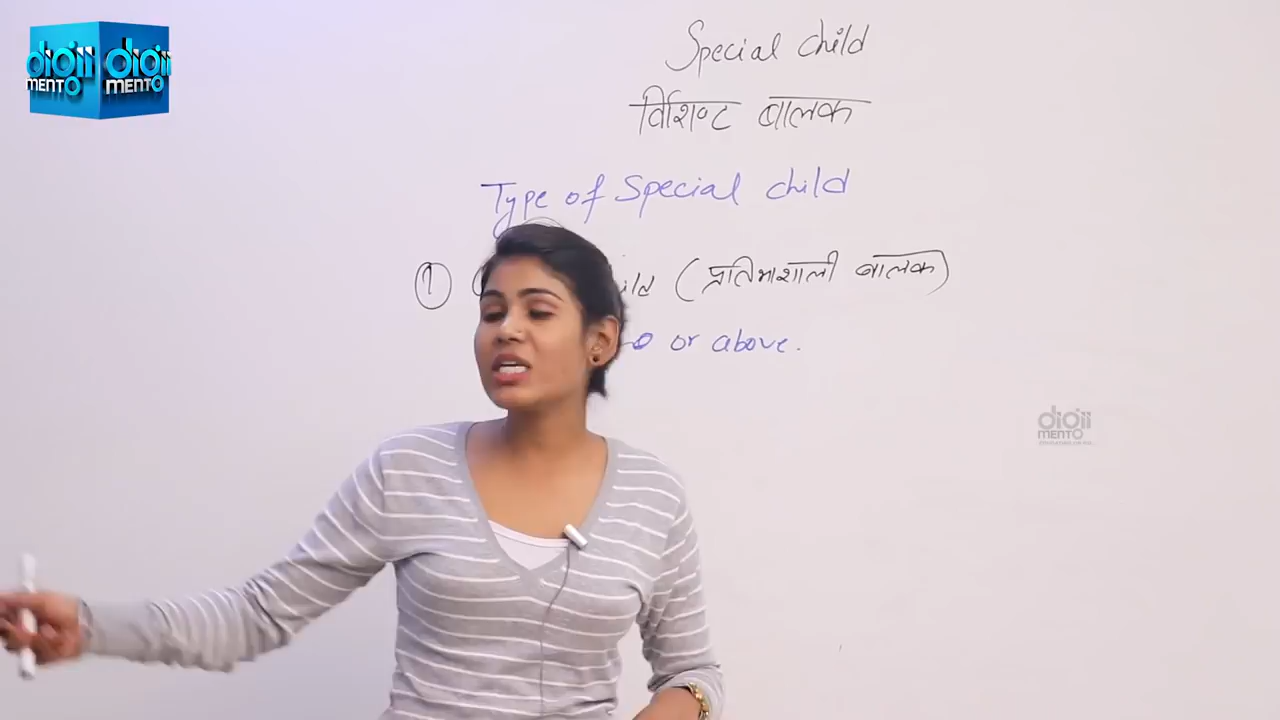 digii MENTO digii MENTO
Special child
विशिष्ट बालक
Type of Special child
1 (प्रतिभाशाली बालक)
or above.
digii MENTO